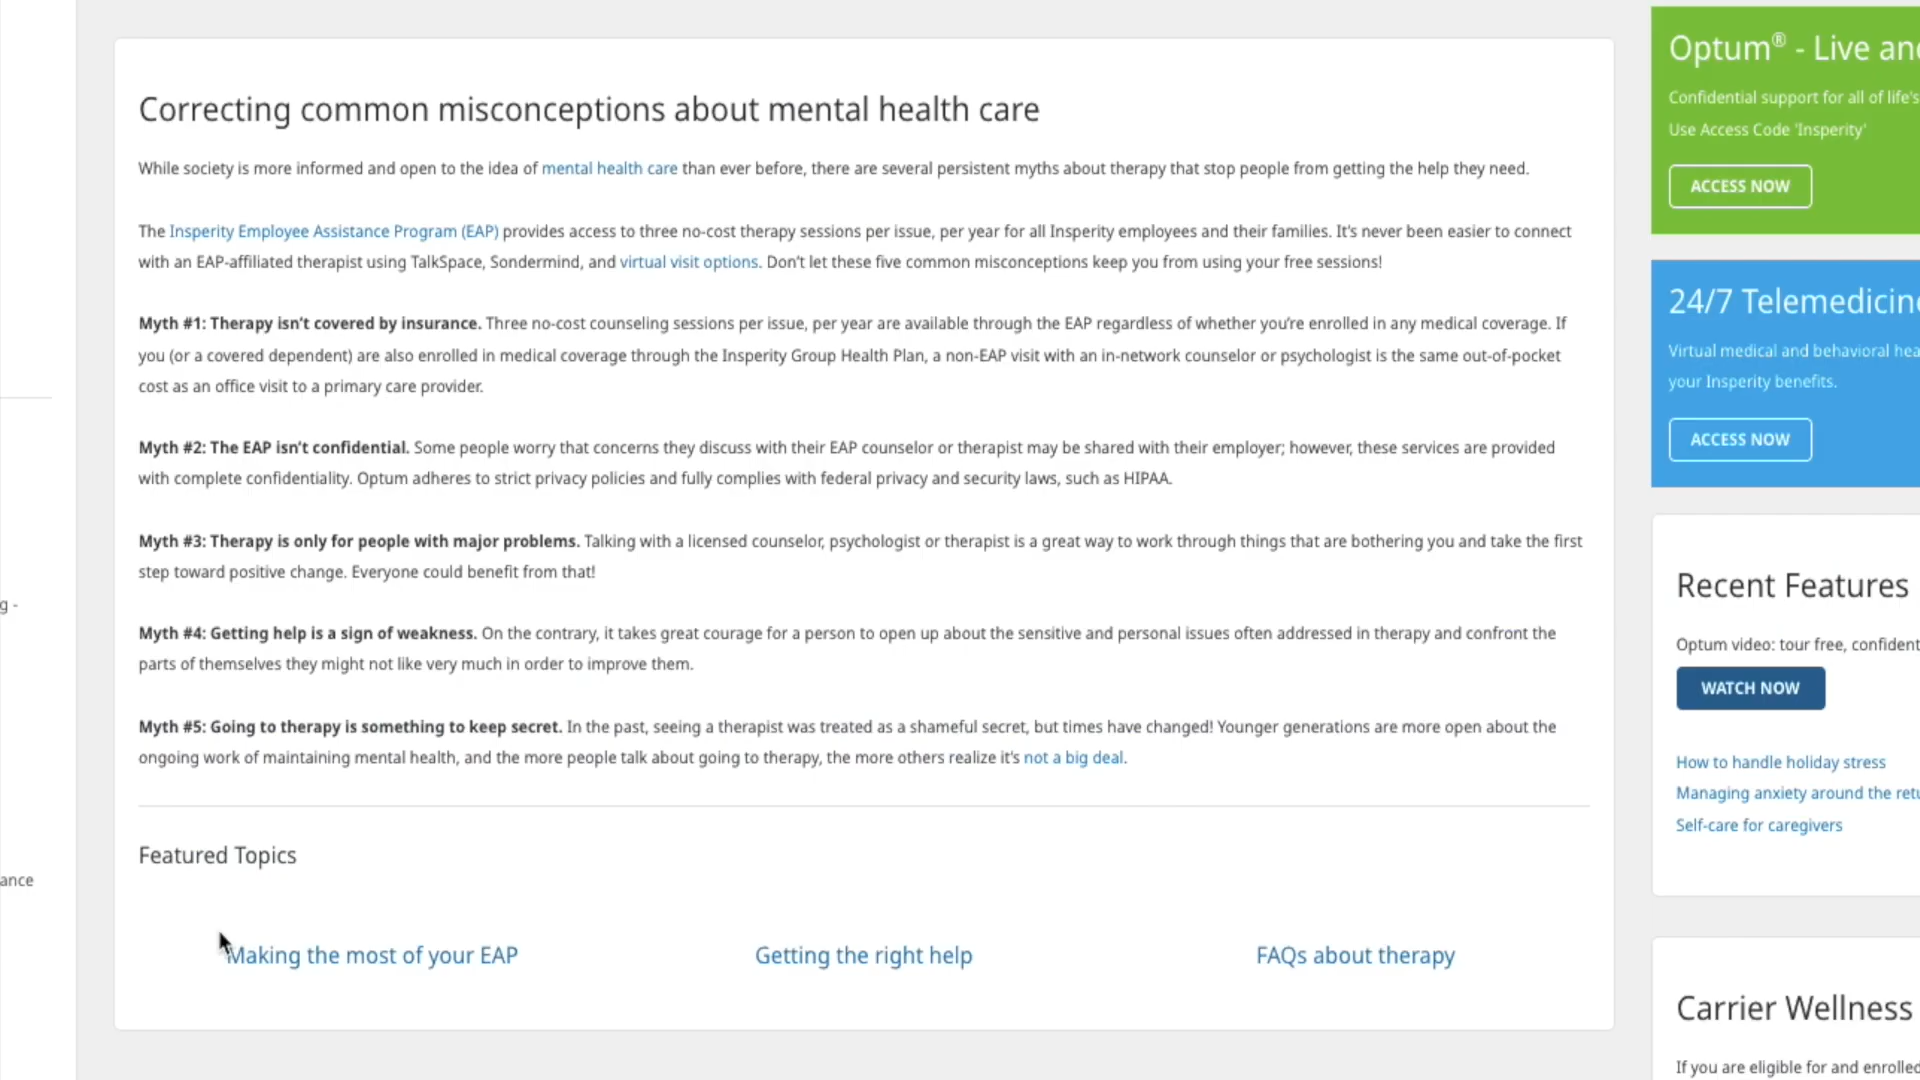 Correcting common misconceptions about mental health care
While society is more informed and open to the idea of mental health care than ever before, there are several persistent myths about therapy that stop people from getting the help they need.
The Insperity Employee Assistance Program (EAP) provides access to three no-cost therapy sessions per issue, per year for all Insperity employees and their families. It's never been easier to connect
with an EAP-affiliated therapist using TalkSpace, Sondermind, and virtual visit options. Don't let these five common misconceptions keep you from using your free sessions!
Myth #1: Therapy isn't covered by insurance. Three no-cost counseling sessions per issue, per year are available through the EAP regardless of whether you're enrolled in any medical coverage. If
you (or a covered dependent) are also enrolled in medical coverage through the Insperity Group Health Plan, a non-EAP visit with an in-network counselor or psychologist is the same out-of-pocket
cost as an office visit to a primary care provider.
Myth #2: The EAP isn't confidential. Some people worry that concerns they discuss with their EAP counselor or therapist may be shared with their employer; however, these services are provided
with complete confidentiality. Optum adheres to strict privacy policies and fully complies with federal privacy and security laws, such as HIPAA.
Myth #3: Therapy is only for people with major problems. Talking with a licensed counselor, psychologist or therapist is a great way to work through things that are bothering you and take the first
step toward positive change. Everyone could benefit from that!
Myth #4: Getting help is a sign of weakness. On the contrary, it takes great courage for a person to open up about the sensitive and personal issues often addressed in therapy and confront the
parts of themselves they might not like very much in order to improve them.
Myth #5: Going to therapy is something to keep secret. In the past, seeing a therapist was treated as a shameful secret, but times have changed! Younger generations are more open about the
ongoing work of maintaining mental health, and the more people talk about going to therapy, the more others realize it's not a big deal.
Featured Topics
Making the most of your EAP
Getting the right help
FAQs about therapy
g -
ance
Optum® - Live and
Confidential support for all of life's
Use Access Code 'Insperity'
ACCESS NOW
24/7 Telemedicine
Virtual medical and behavioral hea
your Insperity benefits.
ACCESS NOW
Recent Features
Optum video: tour free, confident
WATCH NOW
How to handle holiday stress
Managing anxiety around the retu
Self-care for caregivers
Carrier Wellness
If you are eligible for and enrolled